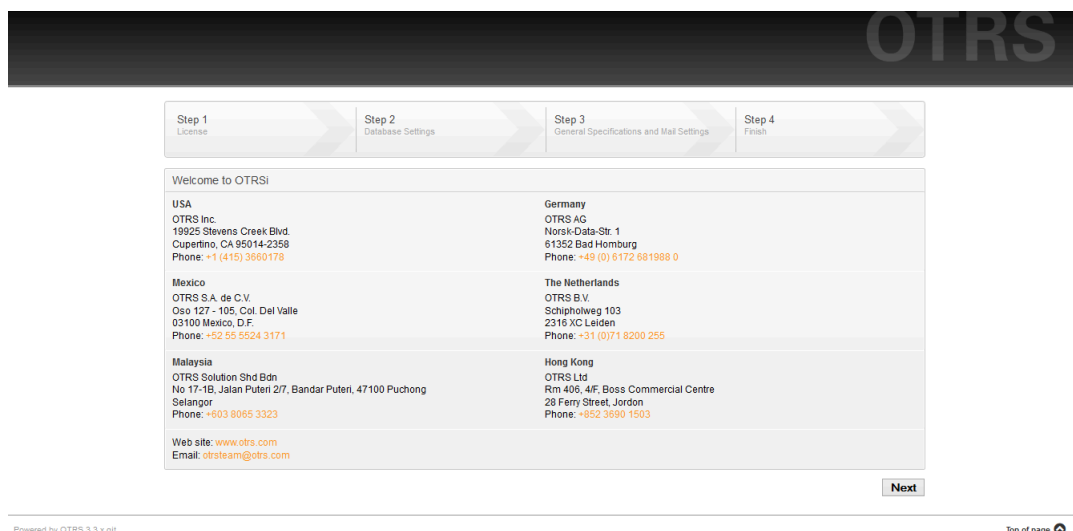 OTRS
Step 1
License
Step 2
Database Settings
Step 3
General Specifications and Mail Settings
Step 4
Finish
Welcome to OTRSi
USA
OTRS Inc.
19925 Stevens Creek Blvd.
Cupertino, CA 95014-2358
Phone: +1 (415) 3660178
Germany
OTRS AG
Norsk-Data-Str. 1
61352 Bad Homburg
Phone: +49 (0) 6172 681988 0
Mexico
OTRS S.A. de C.V.
Oso 127 - 105, Col. Del Valle
03100 Mexico, D.F.
Phone: +52 55 5524 3171
The Netherlands
OTRS B.V.
Schipholweg 103
2316 XC Leiden
Phone: +31 (0)71 8200 255
Malaysia
OTRS Solution Shd Bdn
No 17-1B, Jalan Puteri 2/7, Bandar Puteri, 47100 Puchong
Selangor
Phone: +603 8065 3323
Hong Kong
OTRS Ltd
Rm 406, 4/F, Boss Commercial Centre
28 Ferry Street, Jordon
Phone: +852 3690 1503
Web site: www.otrs.com
Email: otrsteam@otrs.com
Next
Powered by OTRS 3.3.x git
Top of page